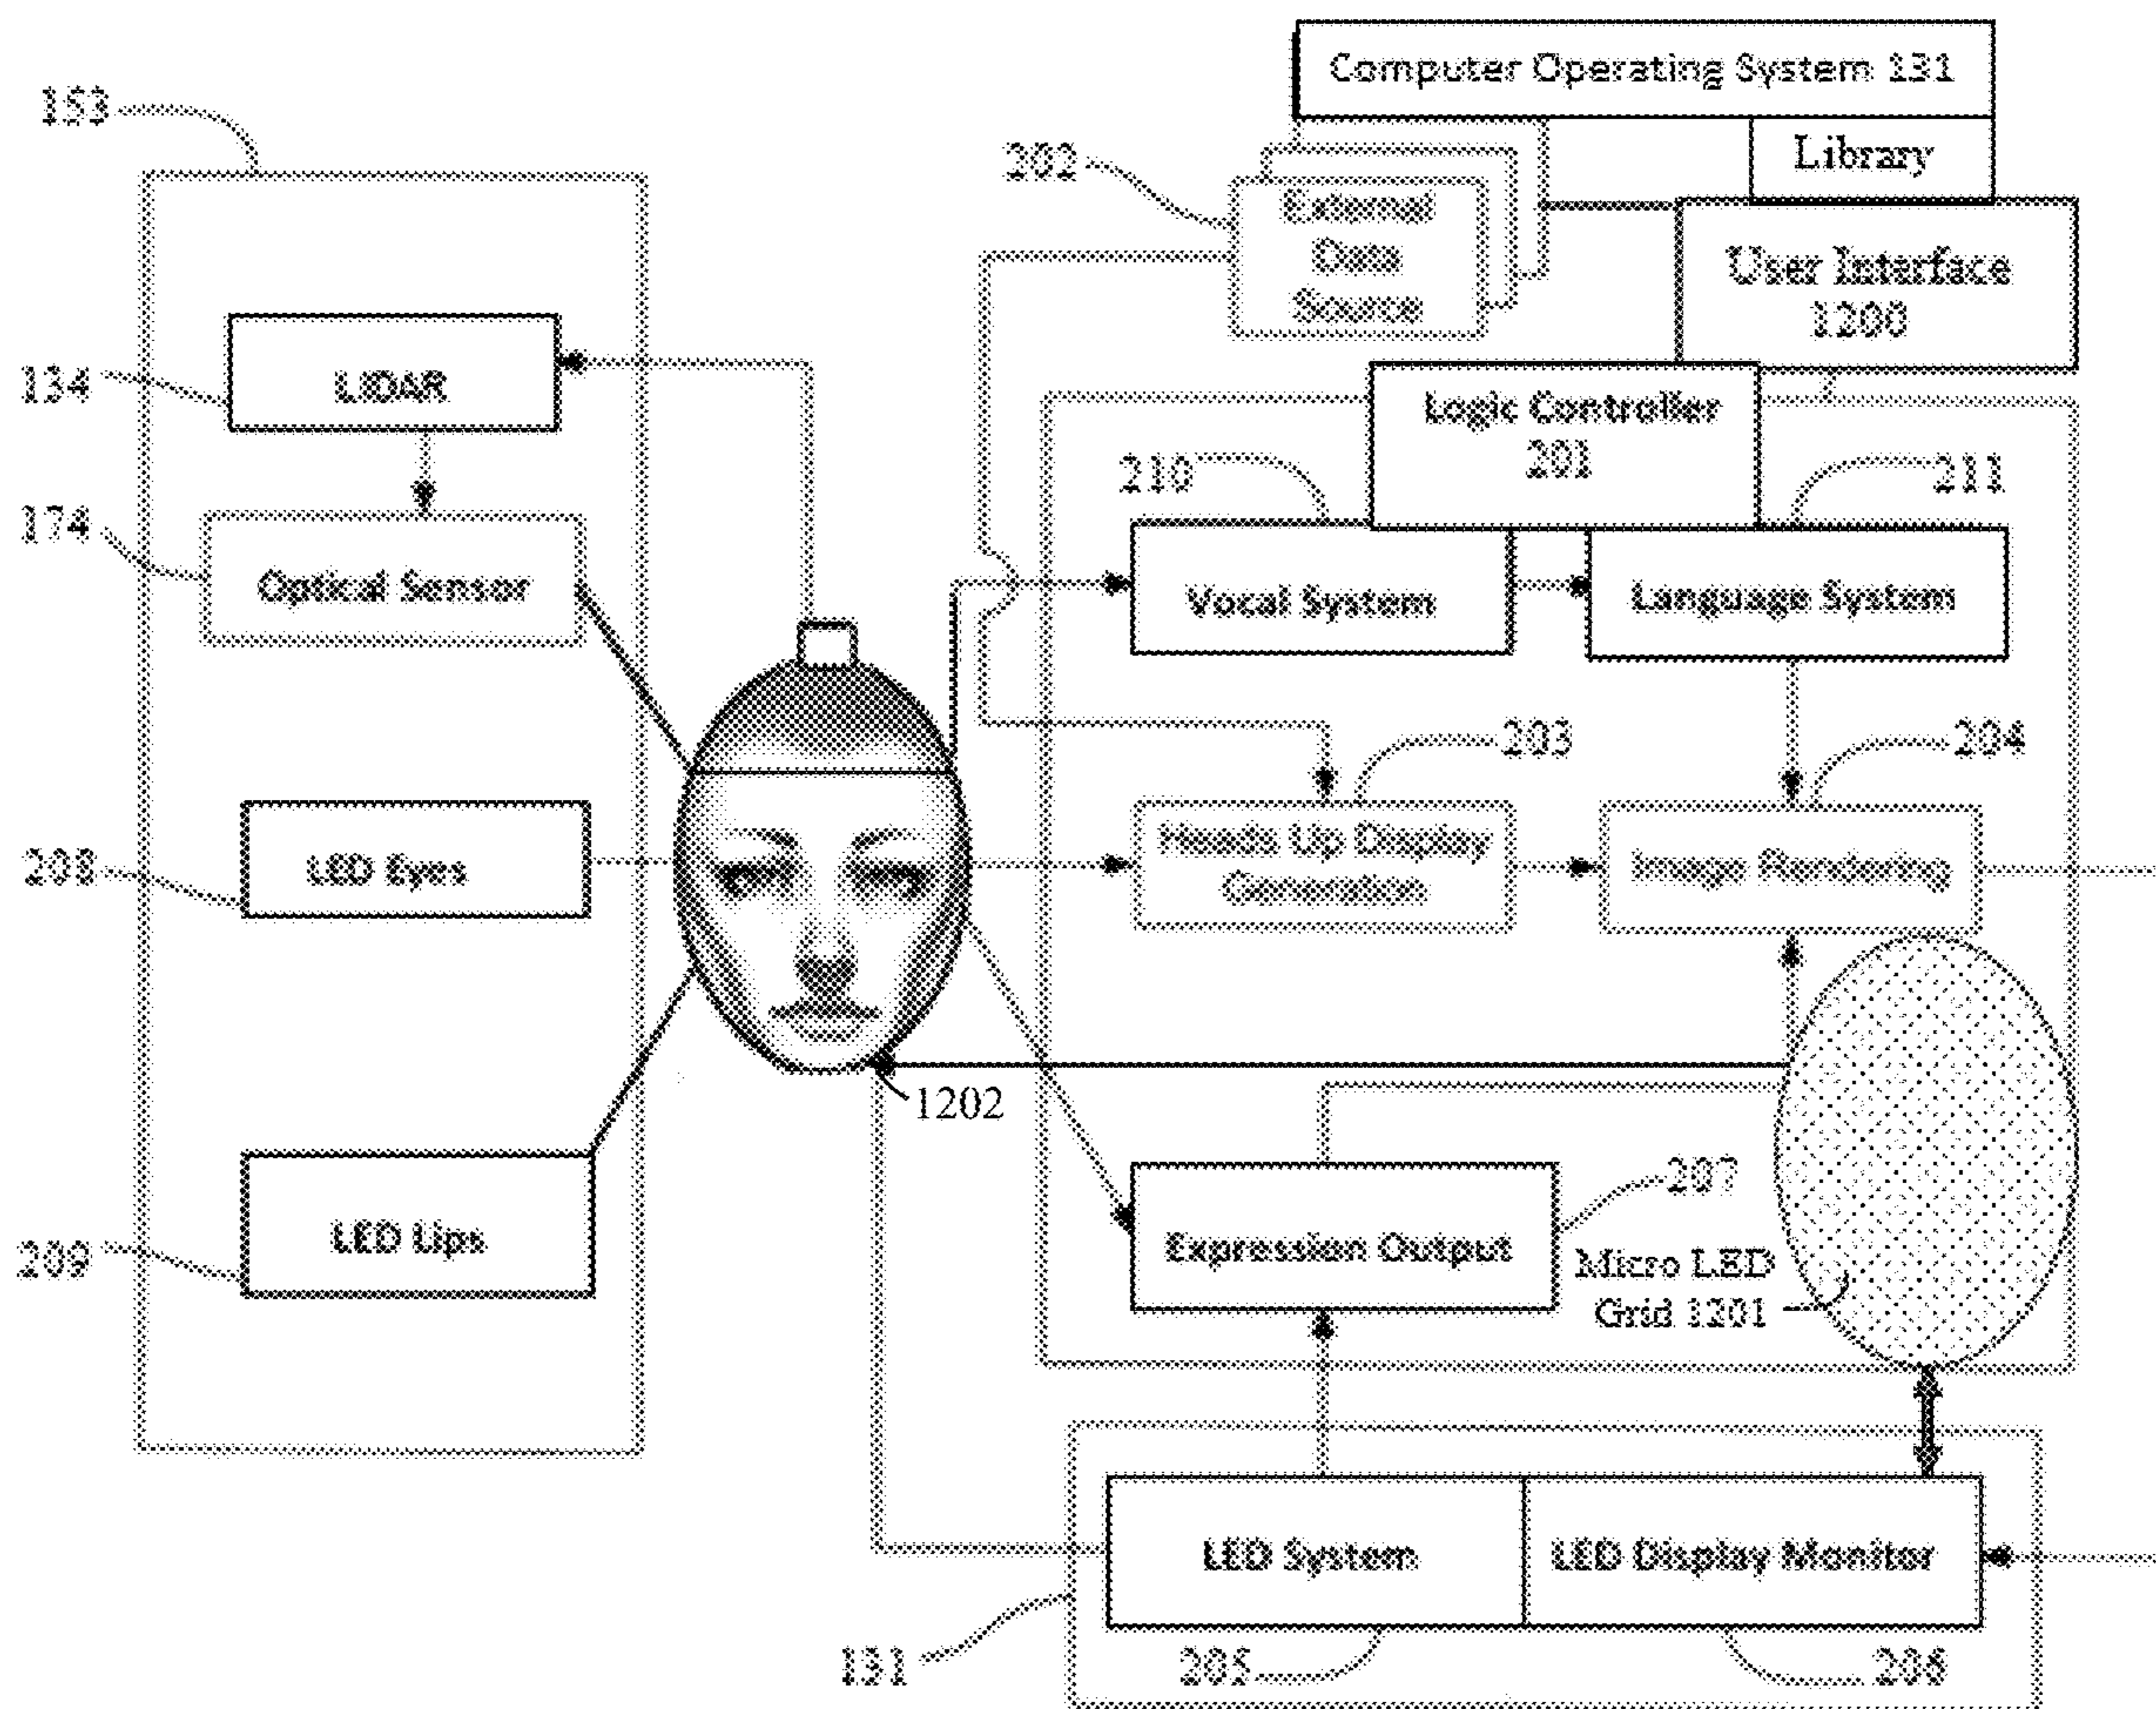 Computer Operating System 131
Library
153
202
External
Data
Source
User Interface
1200
134
LIDAR
Logic Controller
201
210
211
174
Optical Sensor
Vocal System
Language System
203
204
208
LED Eyes
Heads Up Display
Generation
Image Rendering
1202
207
209
LED Lips
Expression Output
Micro LED
Grid 1201
LED System
LED Display Monitor
131
205
206